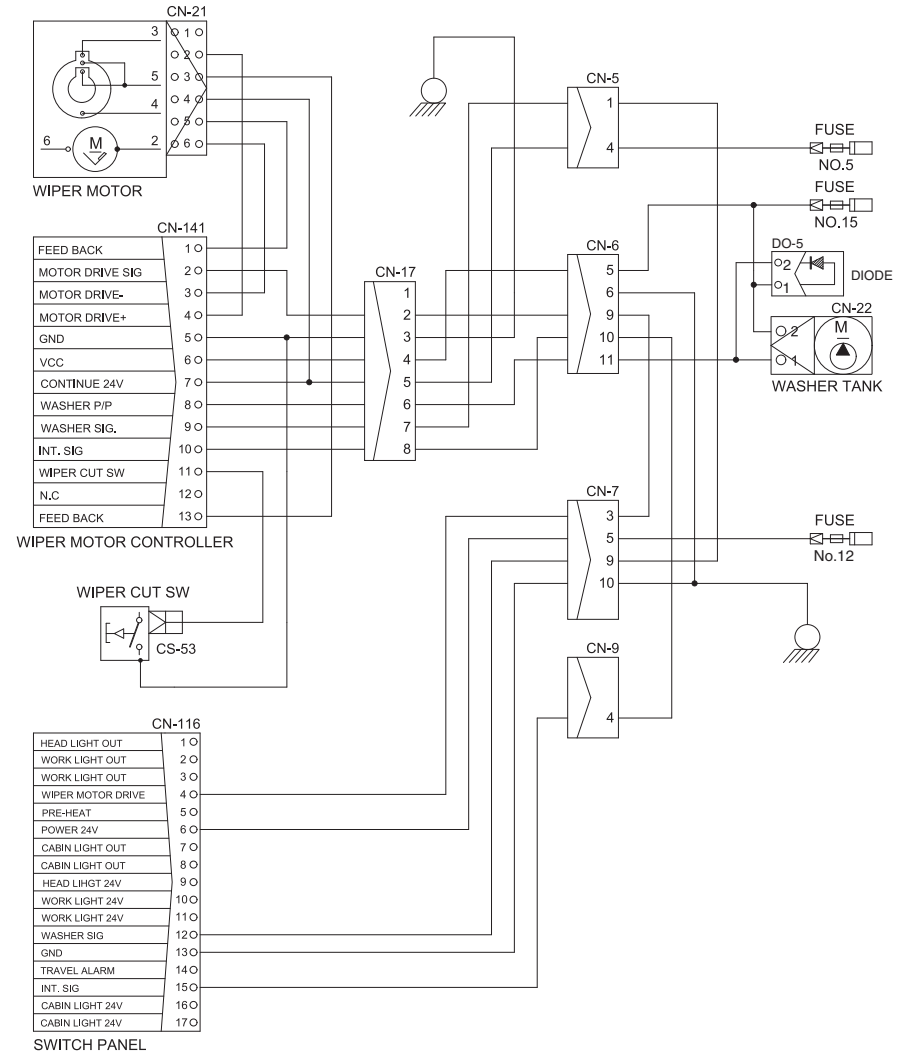 CN-21
3
1
2
5
3
4
4
5
6
M
2
6
WIPER MOTOR
CN-141
FEED BACK 1
MOTOR DRIVE SIG 2
MOTOR DRIVE- 3
MOTOR DRIVE+ 4
GND 5
VCC 6
CONTINUE 24V 7
WASHER P/P 8
WASHER SIG. 9
INT. SIG 10
WIPER CUT SW 11
N.C 12
FEED BACK 13
WIPER MOTOR CONTROLLER
WIPER CUT SW
CS-53
CN-116
HEAD LIGHT OUT 1
WORK LIGHT OUT 2
WORK LIGHT OUT 3
WIPER MOTOR DRIVE 4
PRE-HEAT 5
POWER 24V 6
CABIN LIGHT OUT 7
CABIN LIGHT OUT 8
HEAD LIHGT 24V 9
WORK LIGHT 24V 10
WORK LIGHT 24V 11
WASHER SIG 12
GND 13
TRAVEL ALARM 14
INT. SIG 15
CABIN LIGHT 24V 16
CABIN LIGHT 24V 17
SWITCH PANEL
CN-17
1
2
3
4
5
6
7
8
CN-5
1
4
CN-6
5
6
9
10
11
CN-7
3
5
9
10
CN-9
4
FUSE
NO.5
FUSE
NO.15
DO-5
2
1
DIODE
CN-22
2
M
1
WASHER TANK
FUSE
No.12